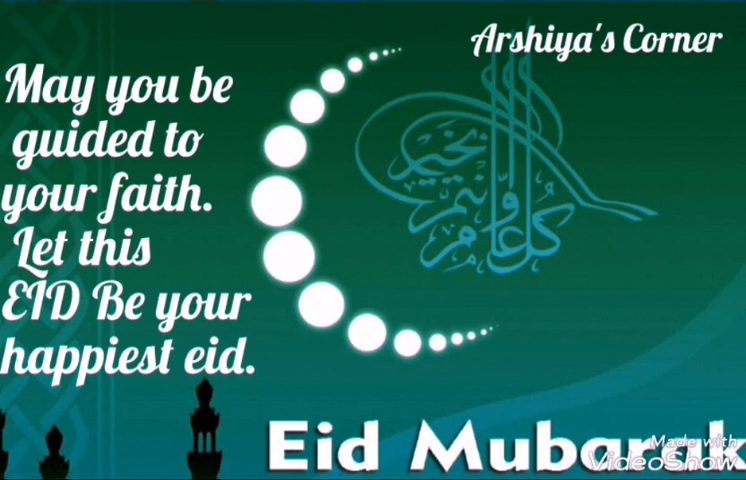 Arshiya's Corner
May you be
guided to
your faith.
Let this
EID Be your
happiest eid.
كل عام وانتم بخير
Eid Mubarak
Made with
VideoShow